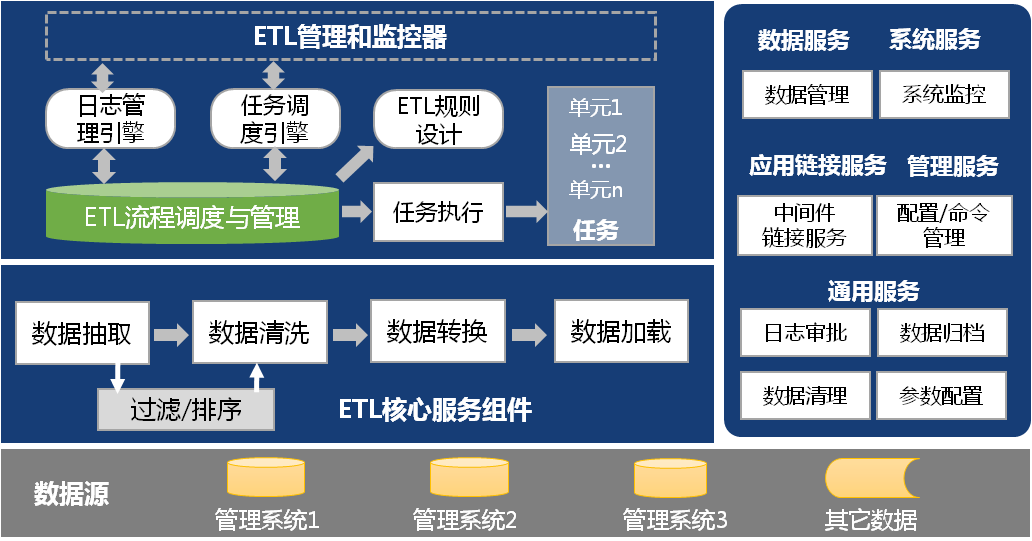 ETL管理和监控器
日志管
理引擎
任务调
度引擎
ETL规则
设计
单元1
单元2
...
单元n
任务
ETL流程调度与管理
任务执行
数据抽取
数据清洗
数据转换
数据加载
过滤/排序
ETL核心服务组件
数据服务
系统服务
数据管理
系统监控
应用链接服务
管理服务
中间件
链接服务
配置/命令
管理
通用服务
日志审批
数据归档
数据清理
参数配置
数据源
管理系统1
管理系统2
管理系统3
其它数据